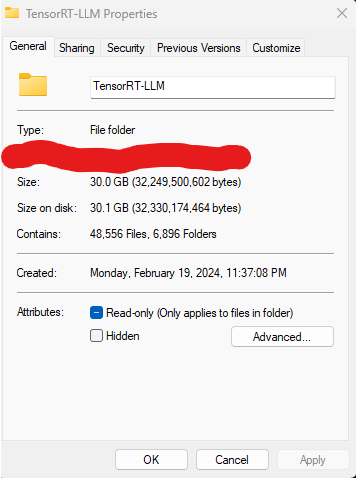 TensorRT-LLM Properties
General Sharing Security Previous Versions Customize
TensorRT-LLM
Type: File folder
Size: 30.0 GB (32,249,500,602 bytes)
Size on disk: 30.1 GB (32,330,174,464 bytes)
Contains: 48,556 Files, 6,896 Folders
Created: Monday, February 19, 2024, 11:37:08 PM
Attributes: Read-only (Only applies to files in folder)
Hidden Advanced...
OK Cancel Apply